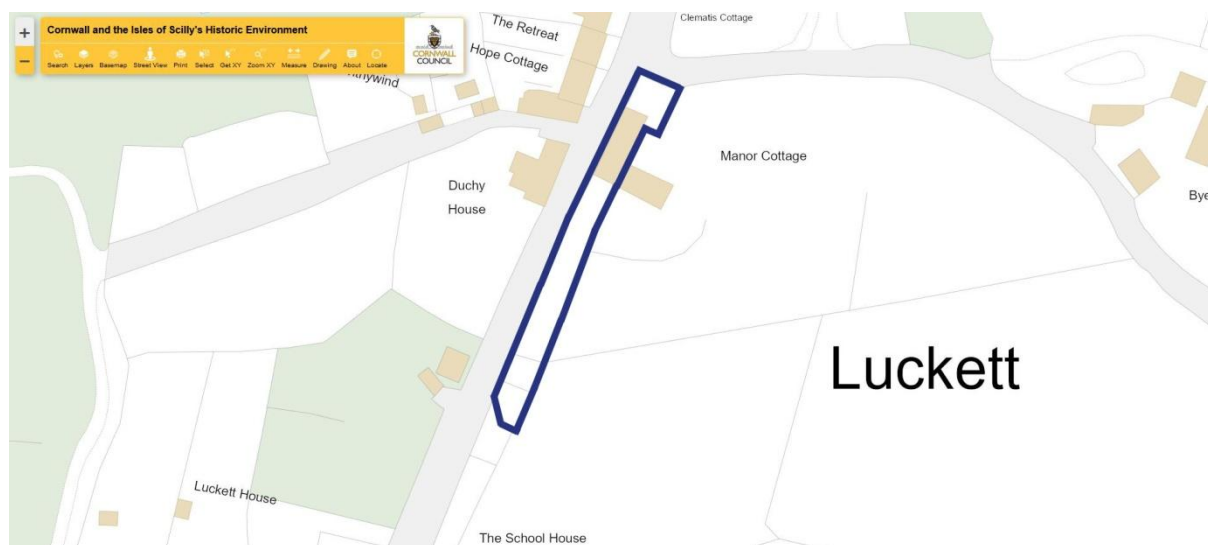 +
Cornwall and the Isles of Scilly's Historic Environment
−
Search Layers Basemap Street View Print Select Get XY Zoom XY Measure Drawing About Locate
CORNWALL
COUNCIL
The Retreat
Clematis Cottage
Hope Cottage
Manor Cottage
Duchy
House
Luckett
Luckett House
The School House